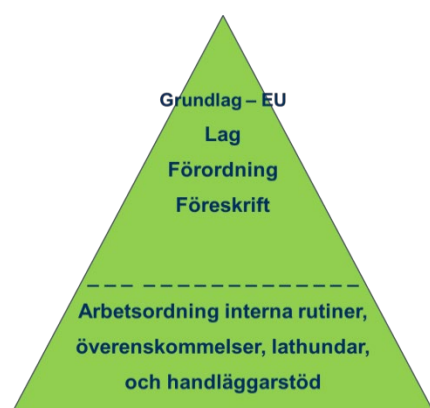 Grundlag – EU
Lag
Förordning
Föreskrift
Arbetsordning interna rutiner,
överenskommelser, lathundar,
och handläggarstöd